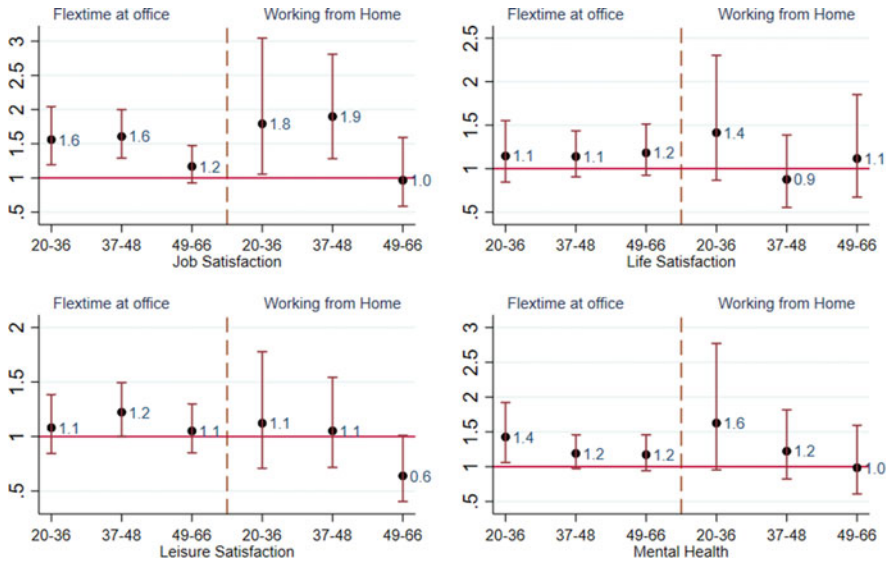 Flextime at office Working from Home
3
2.5
2
1.5
1
.5
1.6 1.6 1.2 1.8 1.9 1.0
20-36 37-48 49-66 20-36 37-48 49-66
Job Satisfaction
Flextime at office Working from Home
2.5
2
1.5
1
.5
1.1 1.1 1.2 1.4 0.9 1.1
20-36 37-48 49-66 20-36 37-48 49-66
Life Satisfaction
Flextime at office Working from Home
2
1.5
1
.5
1.1 1.2 1.1 1.1 1.1 0.6
20-36 37-48 49-66 20-36 37-48 49-66
Leisure Satisfaction
Flextime at office Working from Home
3
2.5
2
1.5
1
.5
1.4 1.2 1.2 1.6 1.2 1.0
20-36 37-48 49-66 20-36 37-48 49-66
Mental Health